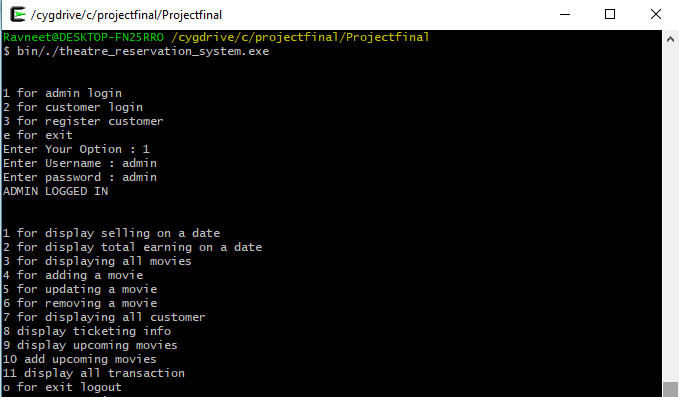 /cygdrive/c/projectfinal/Projectfinal
Ravneet@DESKTOP-FN25RRO /cygdrive/c/projectfinal/Projectfinal
$ bin/./theatre_reservation_system.exe
1 for admin login
2 for customer login
3 for register customer
e for exit
Enter Your Option : 1
Enter Username : admin
Enter password : admin
ADMIN LOGGED IN
1 for display selling on a date
2 for display total earning on a date
3 for displaying all movies
4 for adding a movie
5 for updating a movie
6 for removing a movie
7 for displaying all customer
8 display ticketing info
9 display upcoming movies
10 add upcoming movies
11 display all transaction
o for exit logout